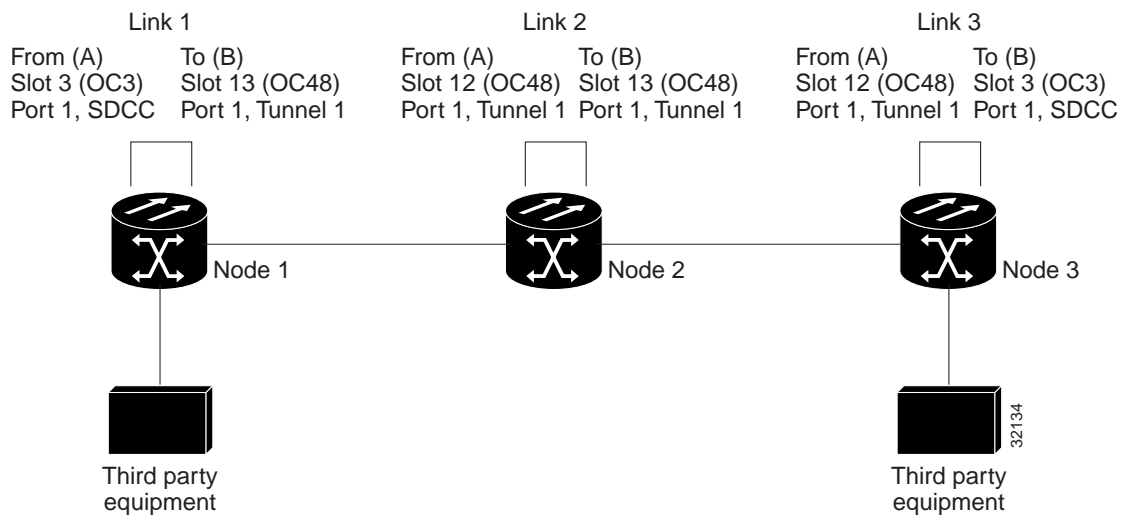 Link 1
From (A) To (B)
Slot 3 (OC3) Slot 13 (OC48)
Port 1, SDCC Port 1, Tunnel 1
Link 2
From (A) To (B)
Slot 12 (OC48) Slot 13 (OC48)
Port 1, Tunnel 1 Port 1, Tunnel 1
Link 3
From (A) To (B)
Slot 12 (OC48) Slot 3 (OC3)
Port 1, Tunnel 1 Port 1, SDCC
Node 1
Node 2
Node 3
Third party
equipment
Third party
equipment
32134